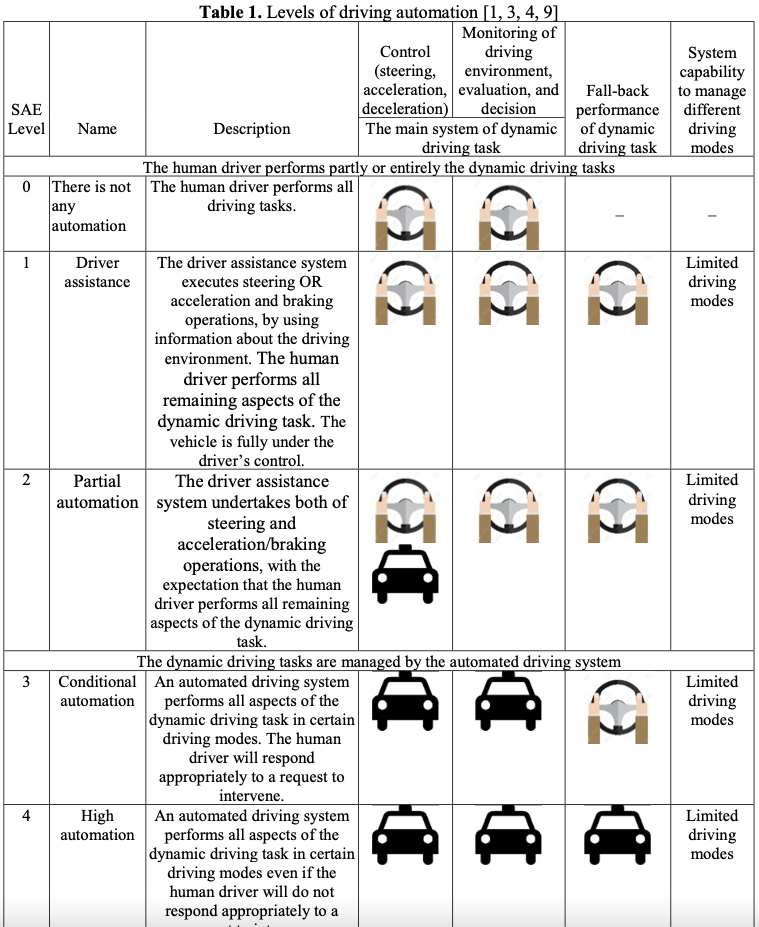 Table 1. Levels of driving automation [1, 3, 4, 9]
SAE
Level
Name
Description
Control
(steering,
acceleration,
deceleration)
Monitoring of
driving
environment,
evaluation, and
decision
The main system of dynamic
driving task
Fall-back
performance
of dynamic
driving task
System
capability
to manage
different
driving
modes
The human driver performs partly or entirely the dynamic driving tasks
0
There is not
any
automation
The human driver performs all
driving tasks.
–
–
1
Driver
assistance
The driver assistance system
executes steering OR
acceleration and braking
operations, by using
information about the driving
environment. The human
driver performs all
remaining aspects of the
dynamic driving task. The
vehicle is fully under the
driver’s control.
Limited
driving
modes
2
Partial
automation
The driver assistance
system undertakes both of
steering and
acceleration/braking
operations, with the
expectation that the human
driver performs all remaining
aspects of the dynamic driving
task.
Limited
driving
modes
The dynamic driving tasks are managed by the automated driving system
3
Conditional
automation
An automated driving system
performs all aspects of the
dynamic driving task in certain
driving modes. The human
driver will respond
appropriately to a request to
intervene.
Limited
driving
modes
4
High
automation
An automated driving system
performs all aspects of the
dynamic driving task in certain
driving modes even if the
human driver will do not
respond appropriately to a
Limited
driving
modes